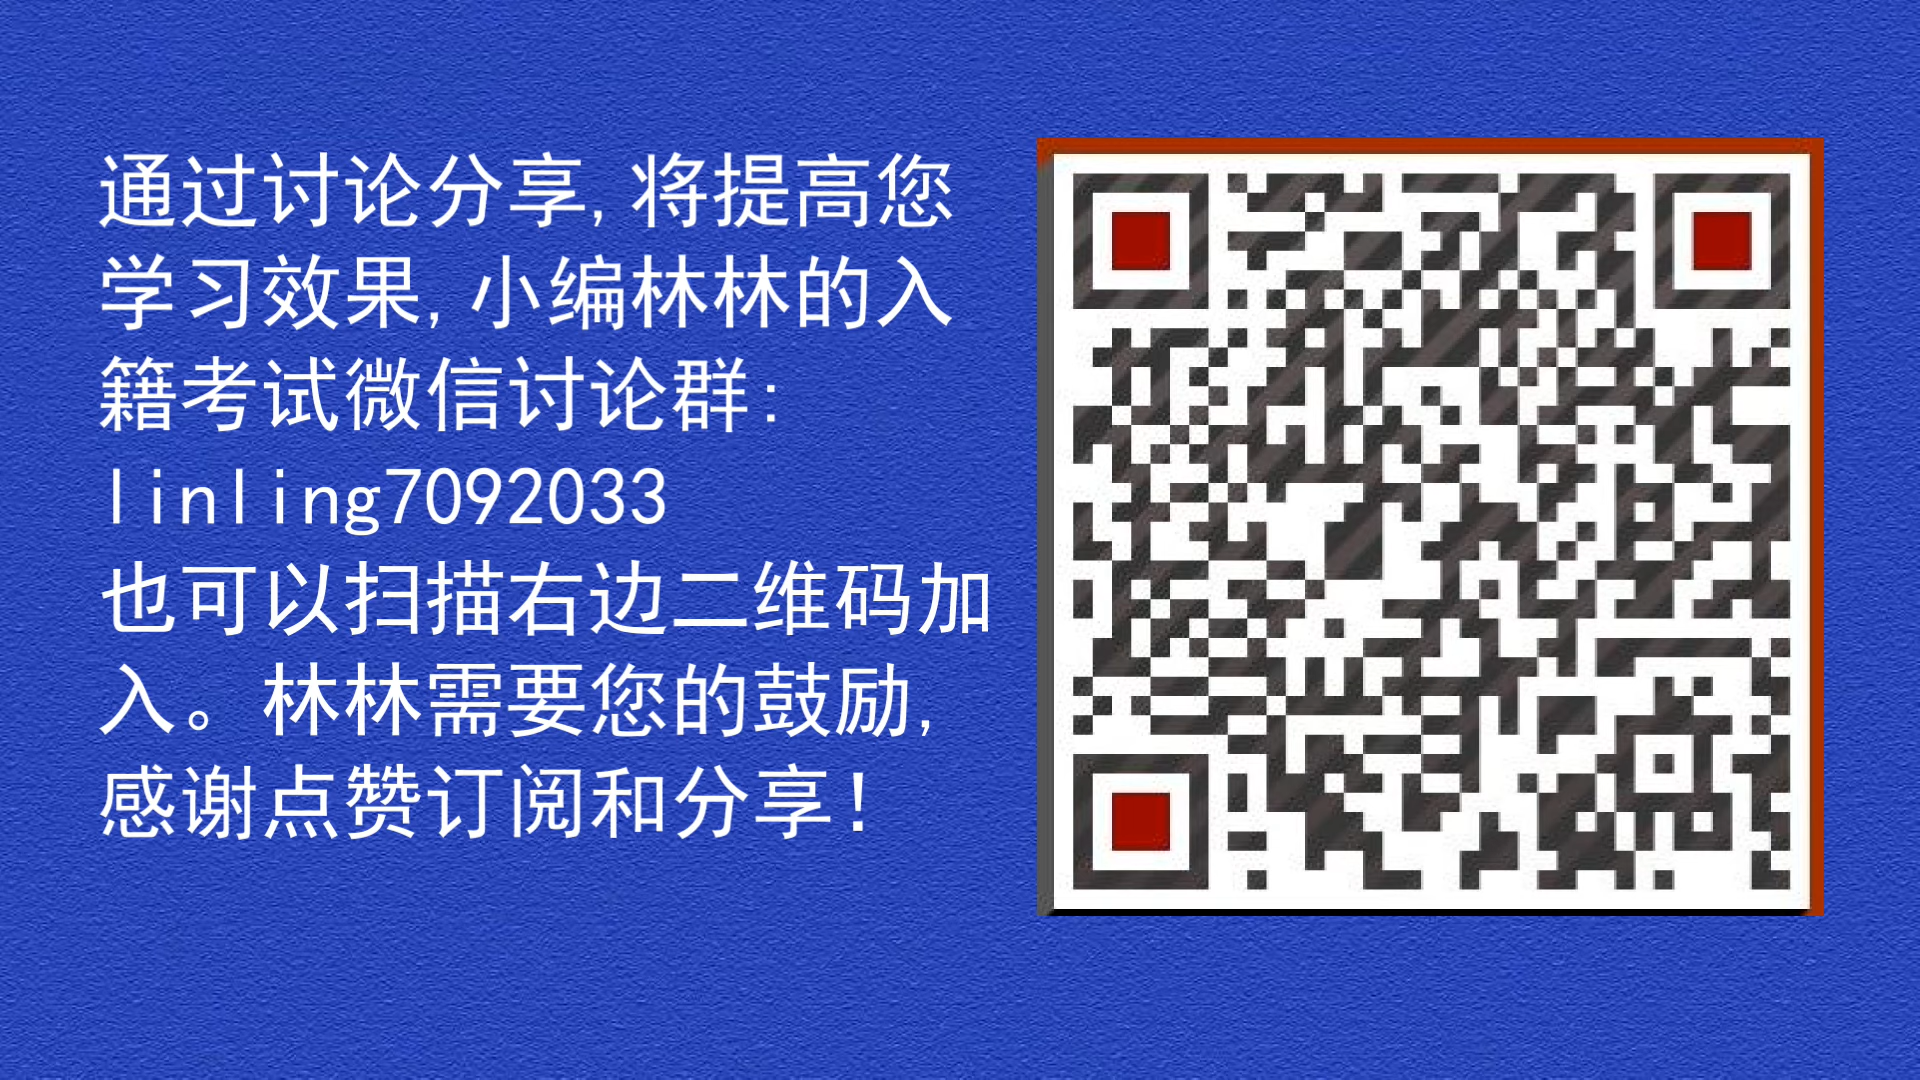 通过讨论分享,将提高您
学习效果,小编林林的入
籍考试微信讨论群:
linling7092033
也可以扫描右边二维码加
入。林林需要您的鼓励,
感谢点赞订阅和分享!